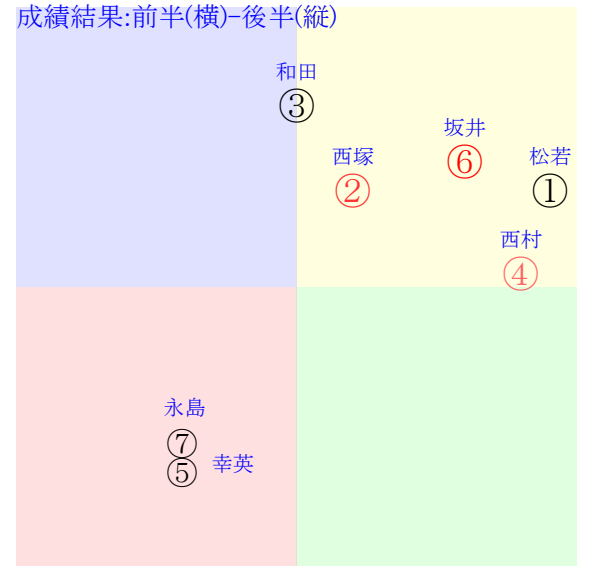 成績結果:前半(横)-後半(縦)
和田
③
坂井
⑥
西塚
②
松若
①
西村
④
永島
⑦
⑤ 幸英